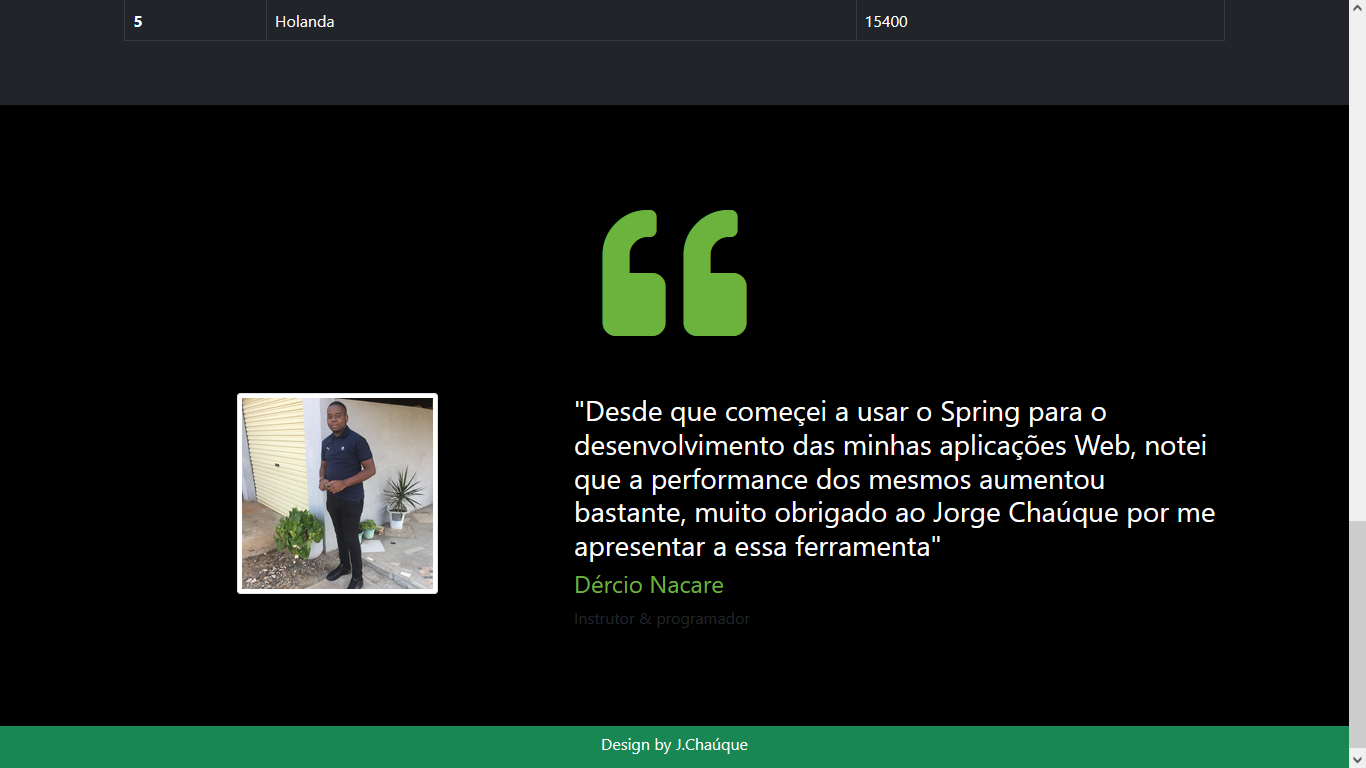 5 Holanda 15400
"Desde que começei a usar o Spring para o
desenvolvimento das minhas aplicações Web, notei
que a performance dos mesmos aumentou
bastante, muito obrigado ao Jorge Chaúque por me
apresentar a essa ferramenta"
Dércio Nacare
Instrutor & programador
Design by J.Chaúque